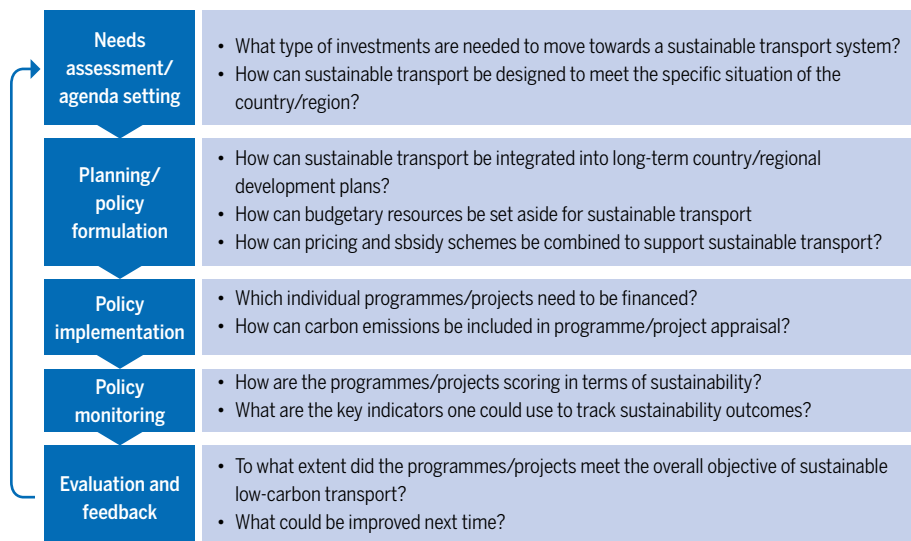 Needs
assessment/
agenda setting
• What type of investments are needed to move towards a sustainable transport system?
• How can sustainable transport be designed to meet the specific situation of the
country/region?
Planning/
policy
formulation
• How can sustainable transport be integrated into long-term country/regional
development plans?
• How can budgetary resources be set aside for sustainable transport
• How can pricing and sbsidy schemes be combined to support sustainable transport?
Policy
implementation
• Which individual programmes/projects need to be financed?
• How can carbon emissions be included in programme/project appraisal?
Policy
monitoring
• How are the programmes/projects scoring in terms of sustainability?
• What are the key indicators one could use to track sustainability outcomes?
Evaluation and
feedback
• To what extent did the programmes/projects meet the overall objective of sustainable
low-carbon transport?
• What could be improved next time?